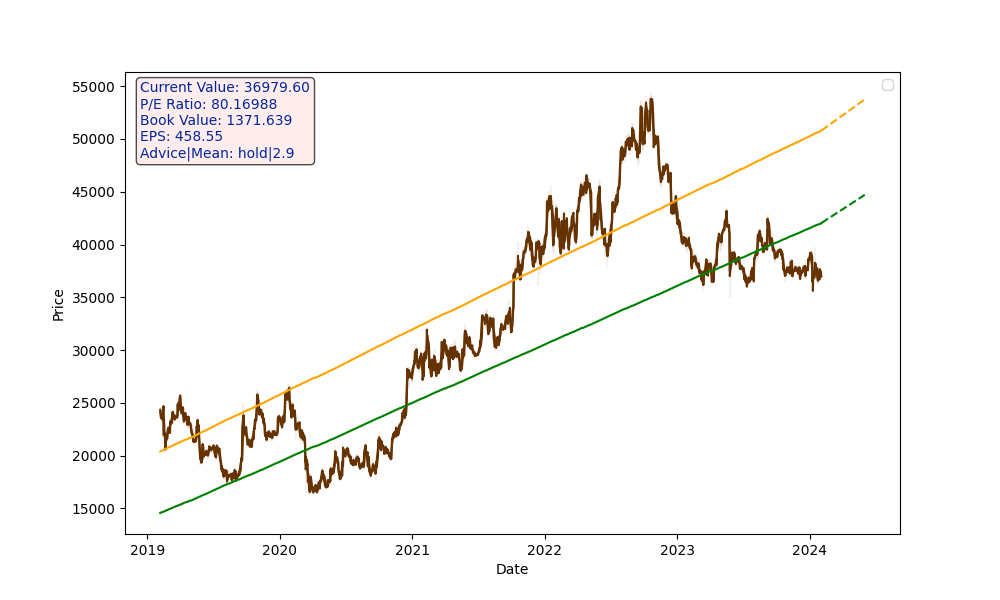 Current Value: 36979.60
P/E Ratio: 80.16988
Book Value: 1371.639
EPS: 458.55
Advice|Mean: hold|2.9
55000
50000
45000
40000
35000
30000
25000
20000
15000
Price
2019 2020 2021 2022 2023 2024
Date